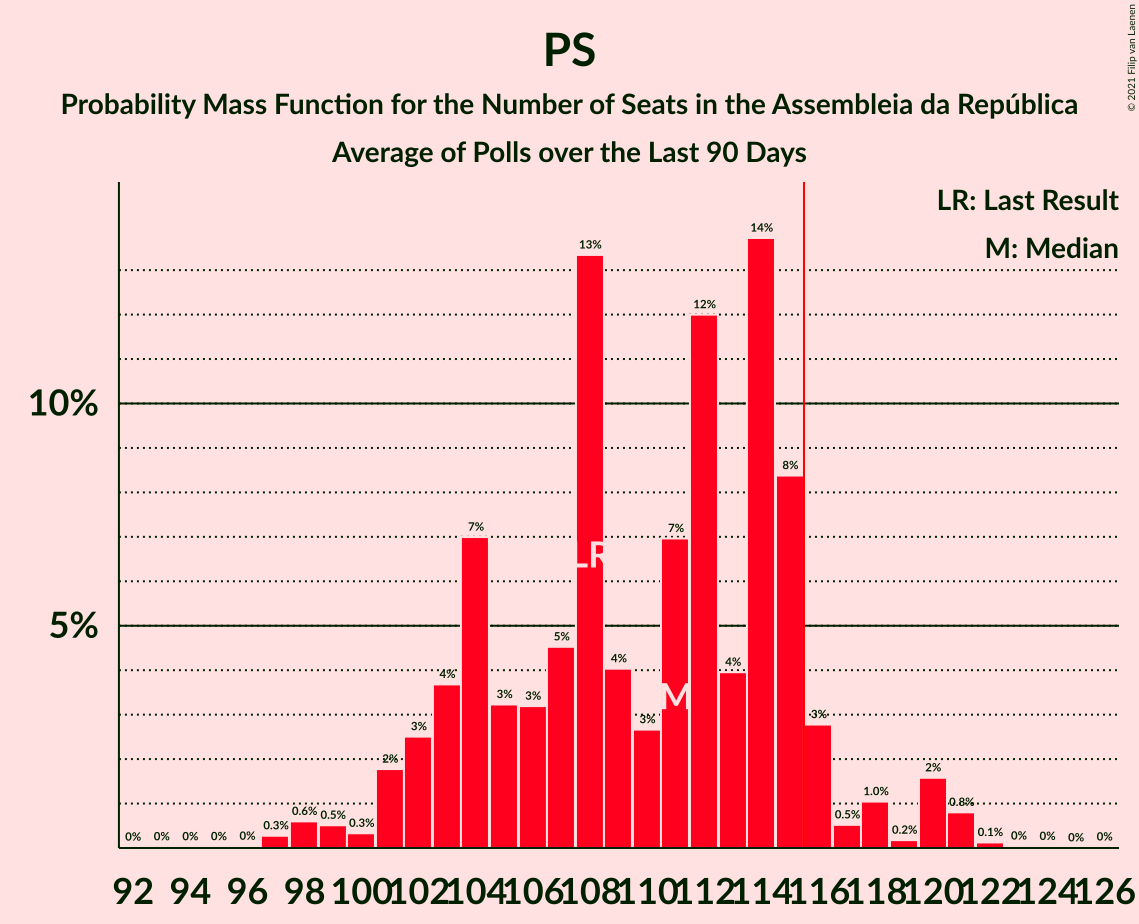 PS
Probability Mass Function for the Number of Seats in the Assembleia da República
Average of Polls over the Last 90 Days
© 2021 Filip van Laenen
LR: Last Result
M: Median
10%
5%
0% 0% 0% 0% 0% 0.3% 0.6% 0.5% 0.3% 2% 3% 4% 7% 3% 3% 5% 13% 4% 3% 7% 12% 4% 14% 8% 3% 0.5% 1.0% 0.2% 2% 0.8% 0.1% 0% 0% 0% 0%
LR
M
92 94 96 98 100 102 104 106 108 110 112 114 116 118 120 122 124 126